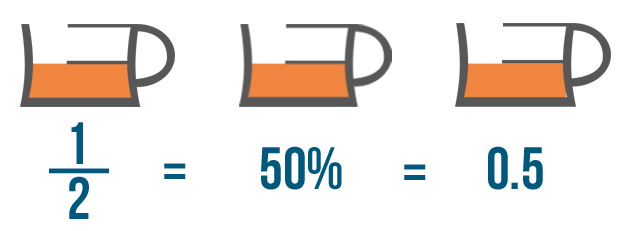 1/2 = 50% = 0.5